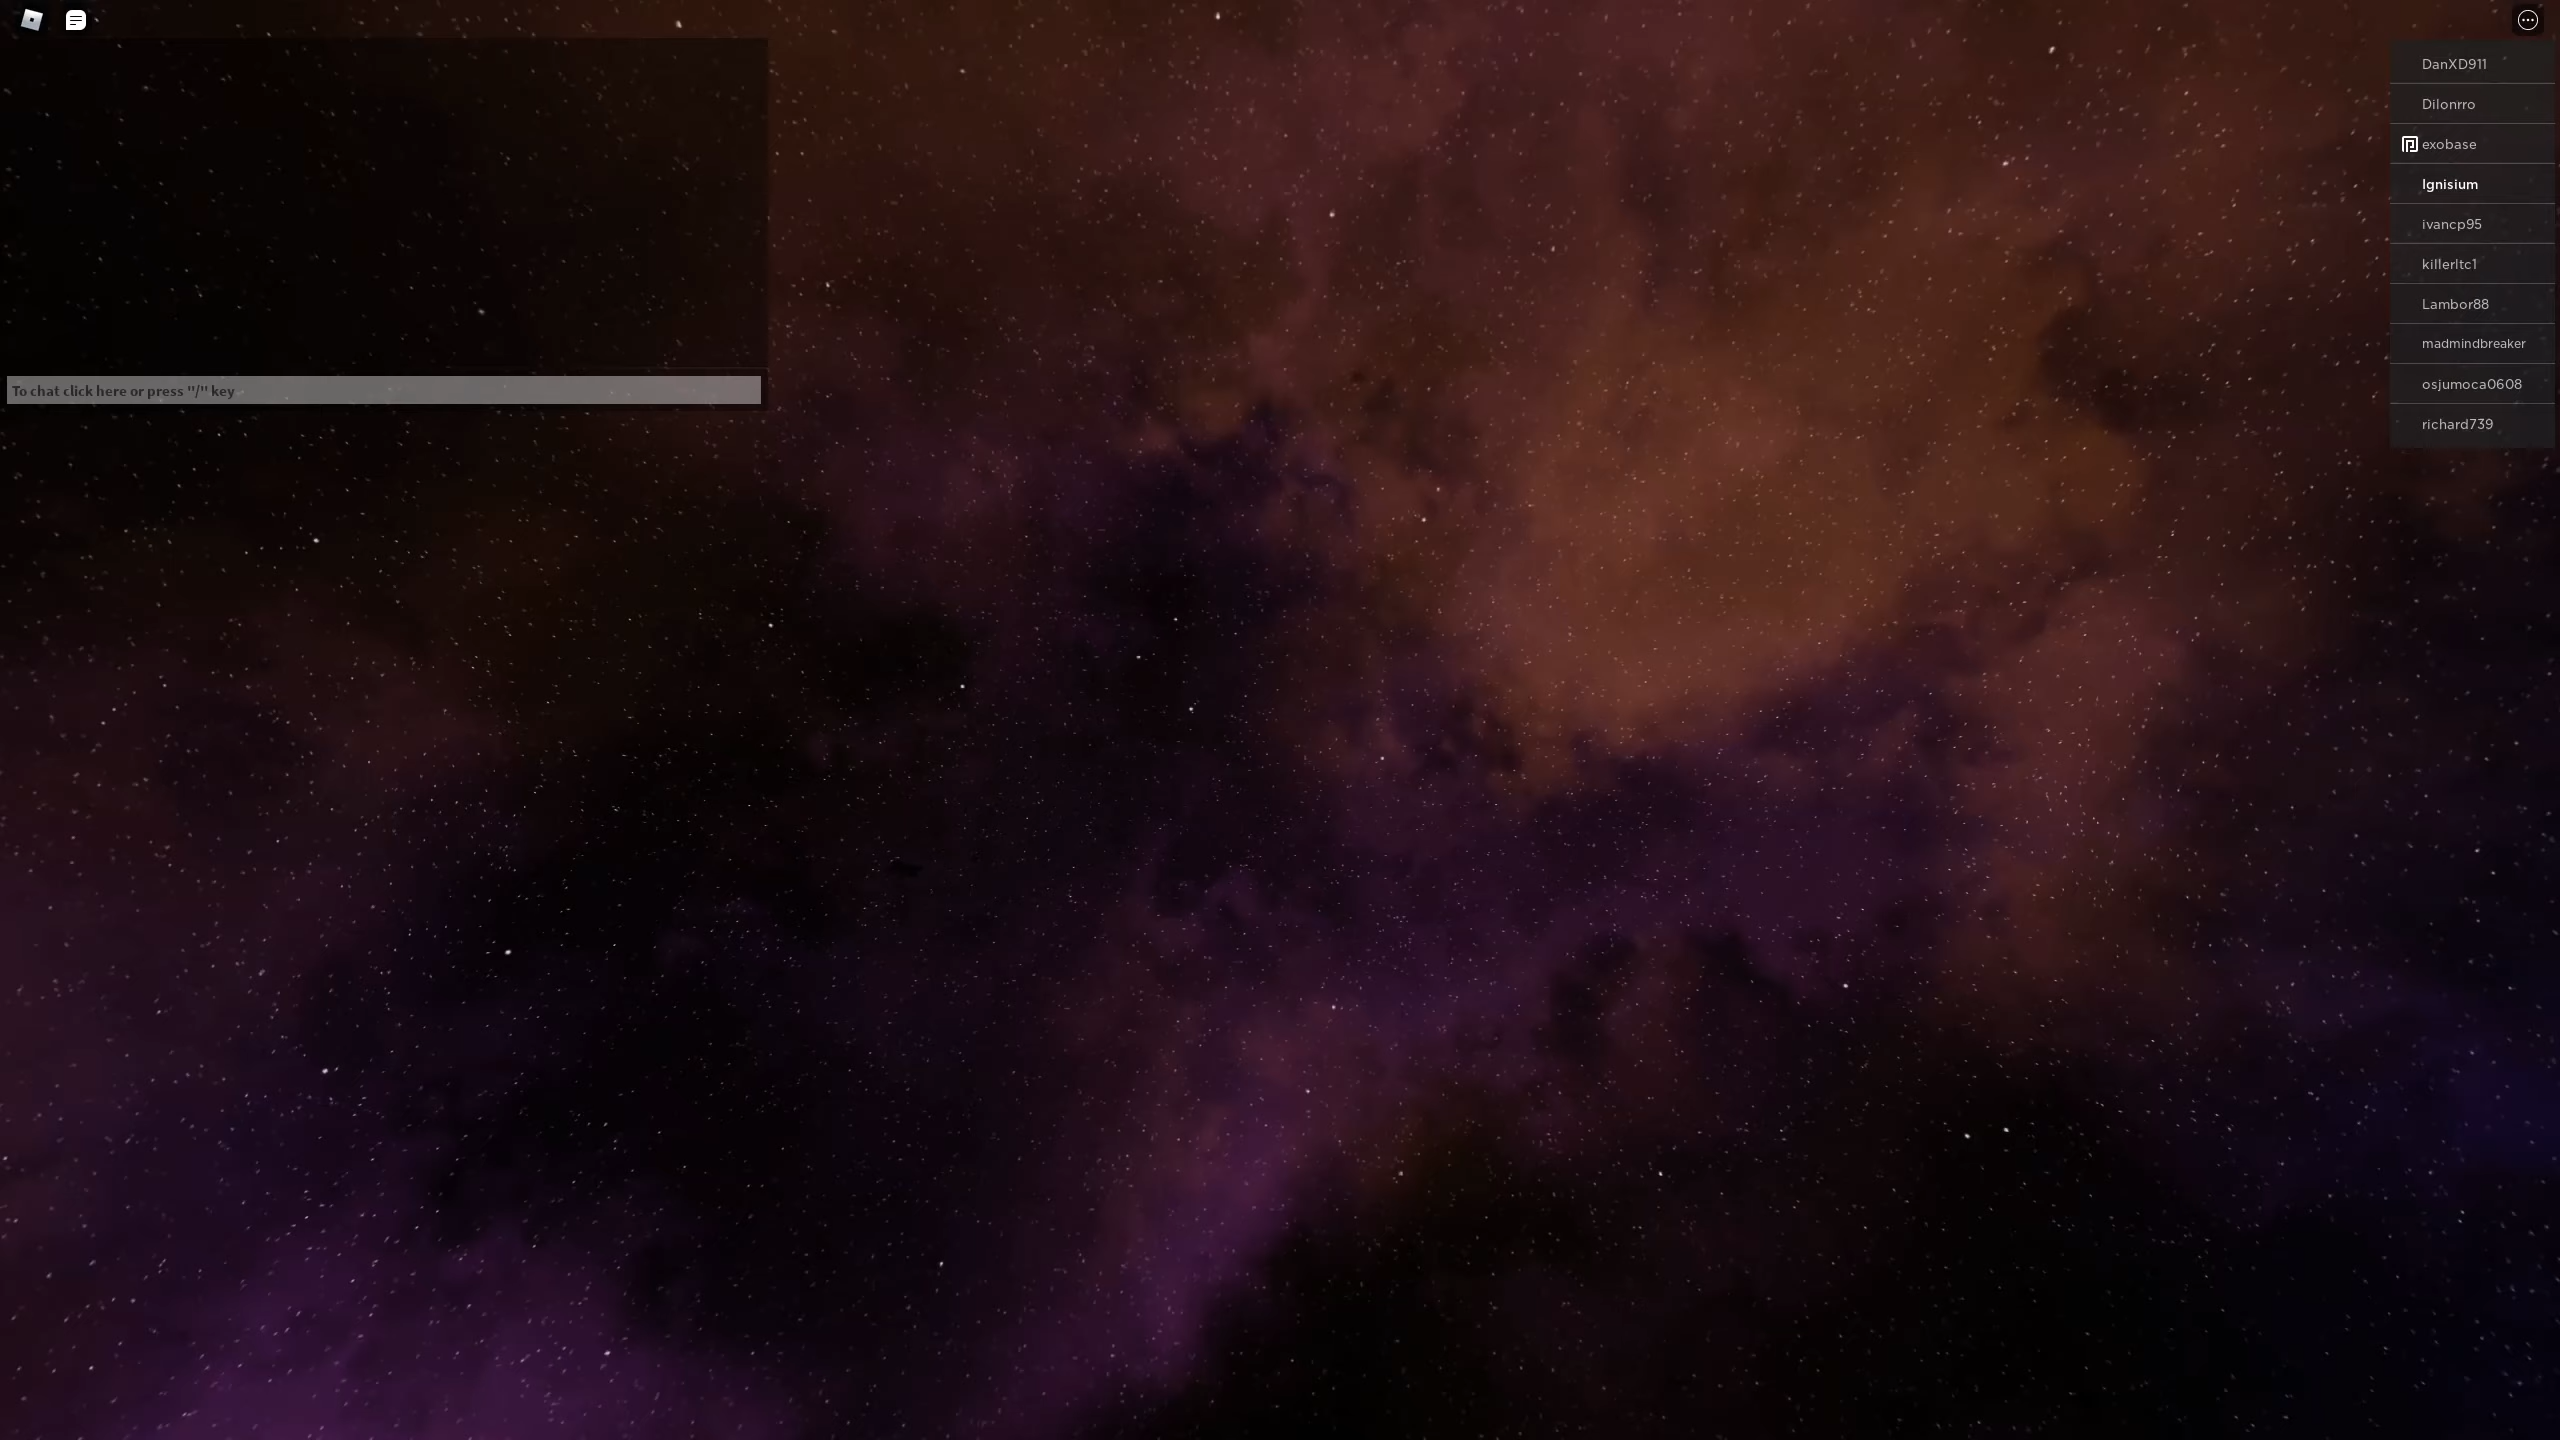 To chat click here or press "/" key
DanXD911
Dilonrro
exobase
Ignisium
ivancp95
killerltc1
Lambor88
madmindbreaker
osjumoca0608
richard739